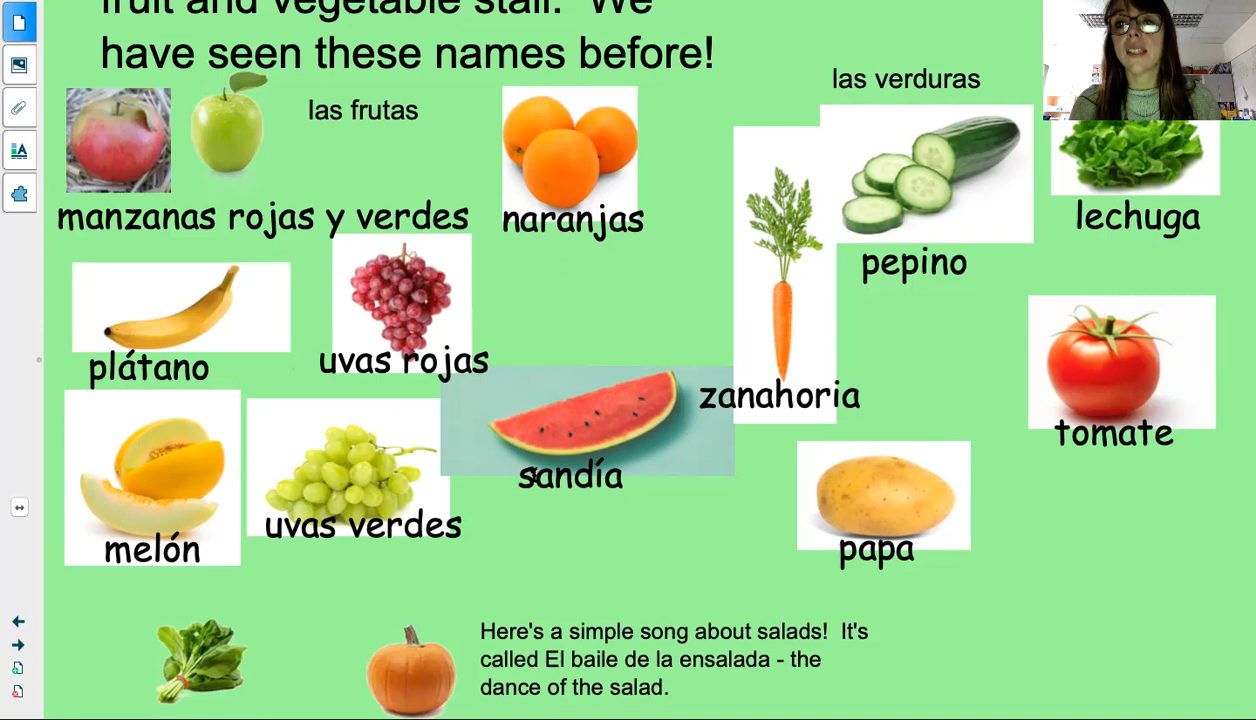 fruit and vegetable stall. We
have seen these names before!
las frutas
las verduras
manzanas rojas y verdes
naranjas
lechuga
pepino
plátano
uvas rojas
zanahoria
tomate
sandía
melón
uvas verdes
papa
Here's a simple song about salads! It's
called El baile de la ensalada - the
dance of the salad.